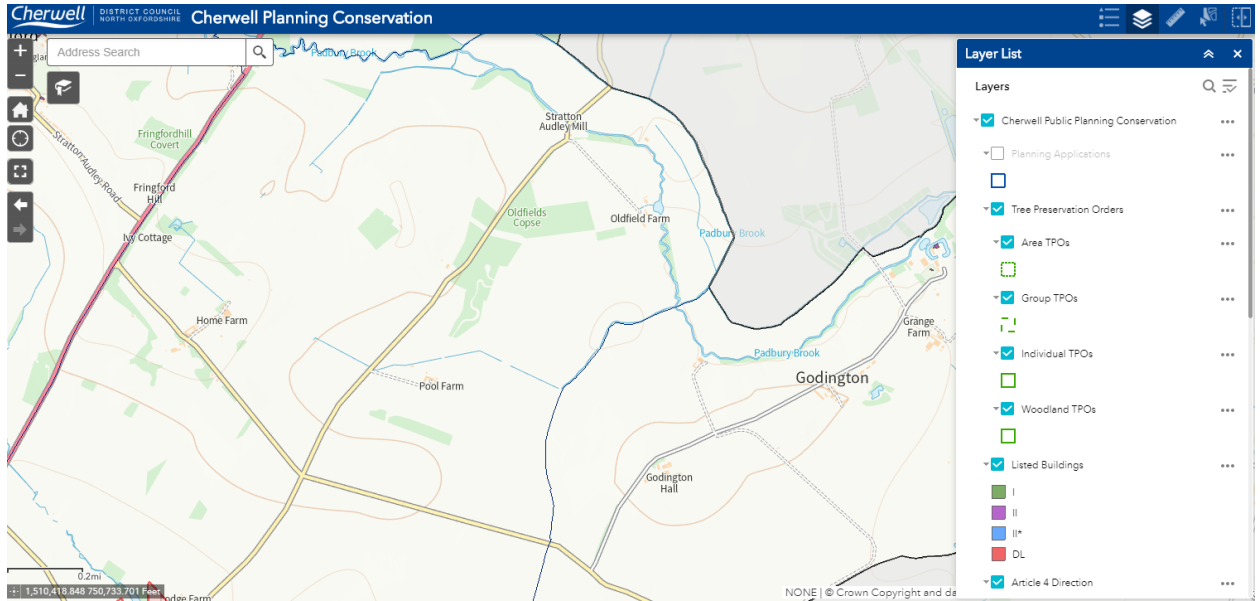 Cherwell
DISTRICT COUNCIL
NORTH OXFORDSHIRE
Cherwell Planning Conservation
Address Search
Padbury Brook
Stratton
Audley Mill
Fringfordhill
Covert
Stratton Audley Road
Fringford
Hill
Ivy Cottage
Oldfields
Copse
Oldfield Farm
Padbury Brook
Home Farm
Grange
Farm
Padbury Brook
Godington
Pool Farm
Godington
Hall
0.2mi
1,510,418.848 750,733.701 Feet
dge Farm
NONE | © Crown Copyright and da
Layer List
Layers
Cherwell Public Planning Conservation
Planning Applications
Tree Preservation Orders
Area TPOs
Group TPOs
Individual TPOs
Woodland TPOs
Listed Buildings
I
II
II*
DL
Article 4 Direction